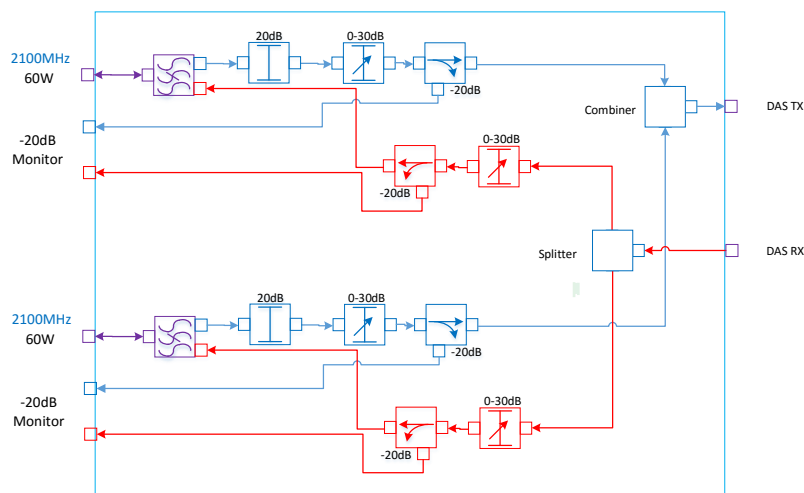 20dB
0-30dB
2100MHz
60W
-20dB
Combiner
DAS TX
-20dB
Monitor
0-30dB
-20dB
Splitter
DAS RX
20dB
0-30dB
2100MHz
60W
-20dB
-20dB
Monitor
0-30dB
-20dB